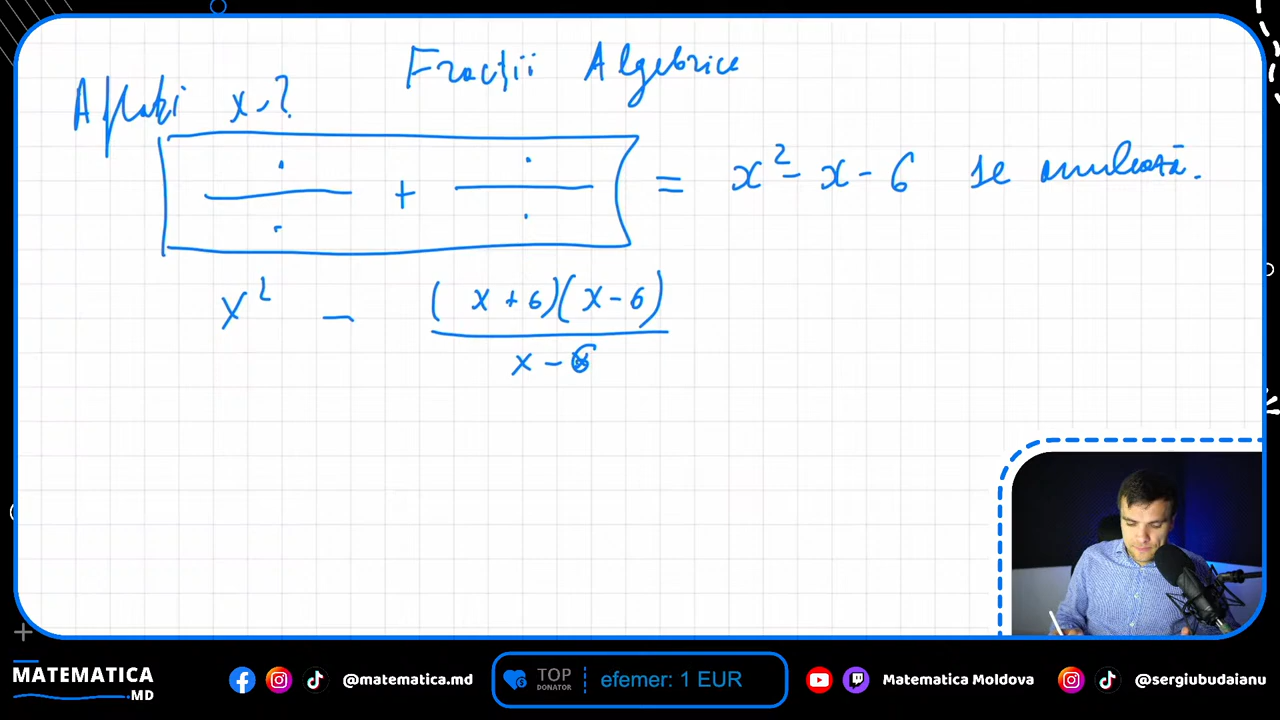 Fracții Algebrice
Aflați x-?
÷ + ÷ = x² - x - 6 se anulează.
x² - (x+6)(x-6) / x-6
MATEMATICA
.MD
@matematica.md
TOP
DONATOR
efemer: 1 EUR
Matematica Moldova
@sergiubudaianu